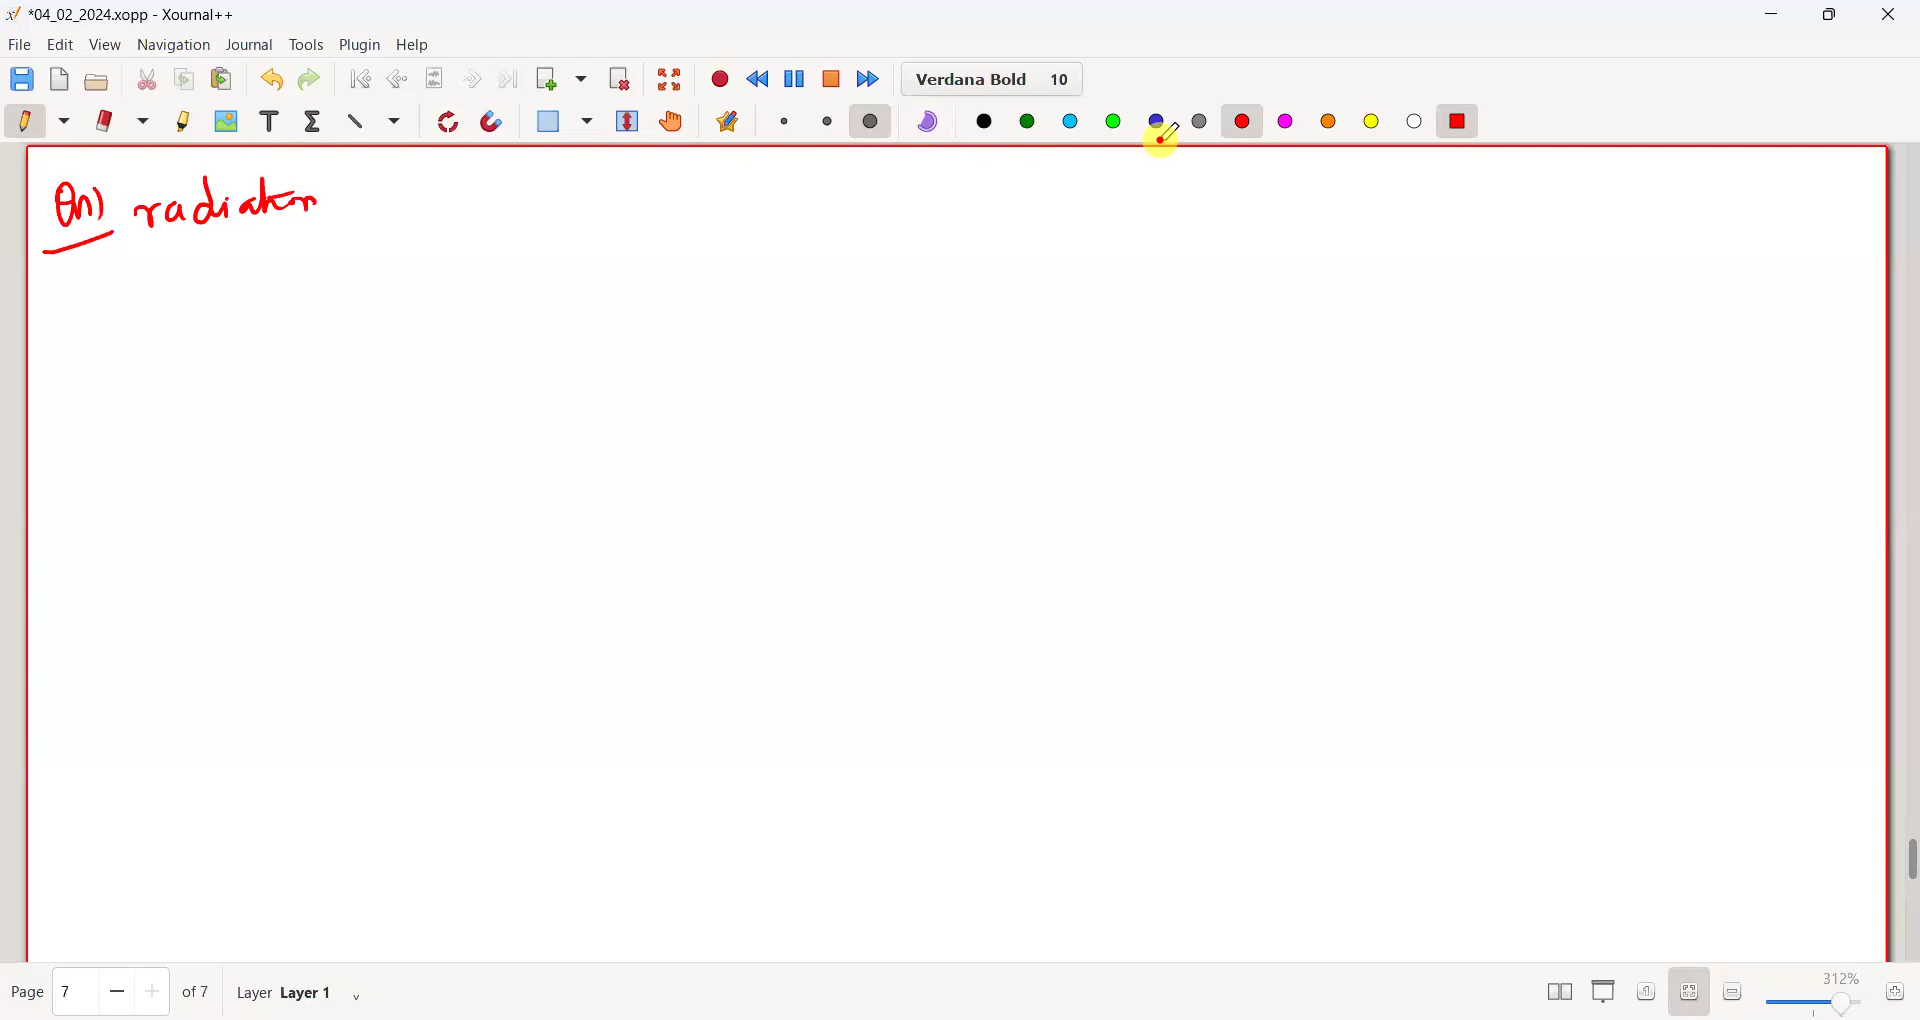 *04_02_2024.xopp - Xournal++
File Edit View Navigation Journal Tools Plugin Help
Verdana Bold 10
Qn) radiation
Page 7 of 7 Layer Layer 1 312%